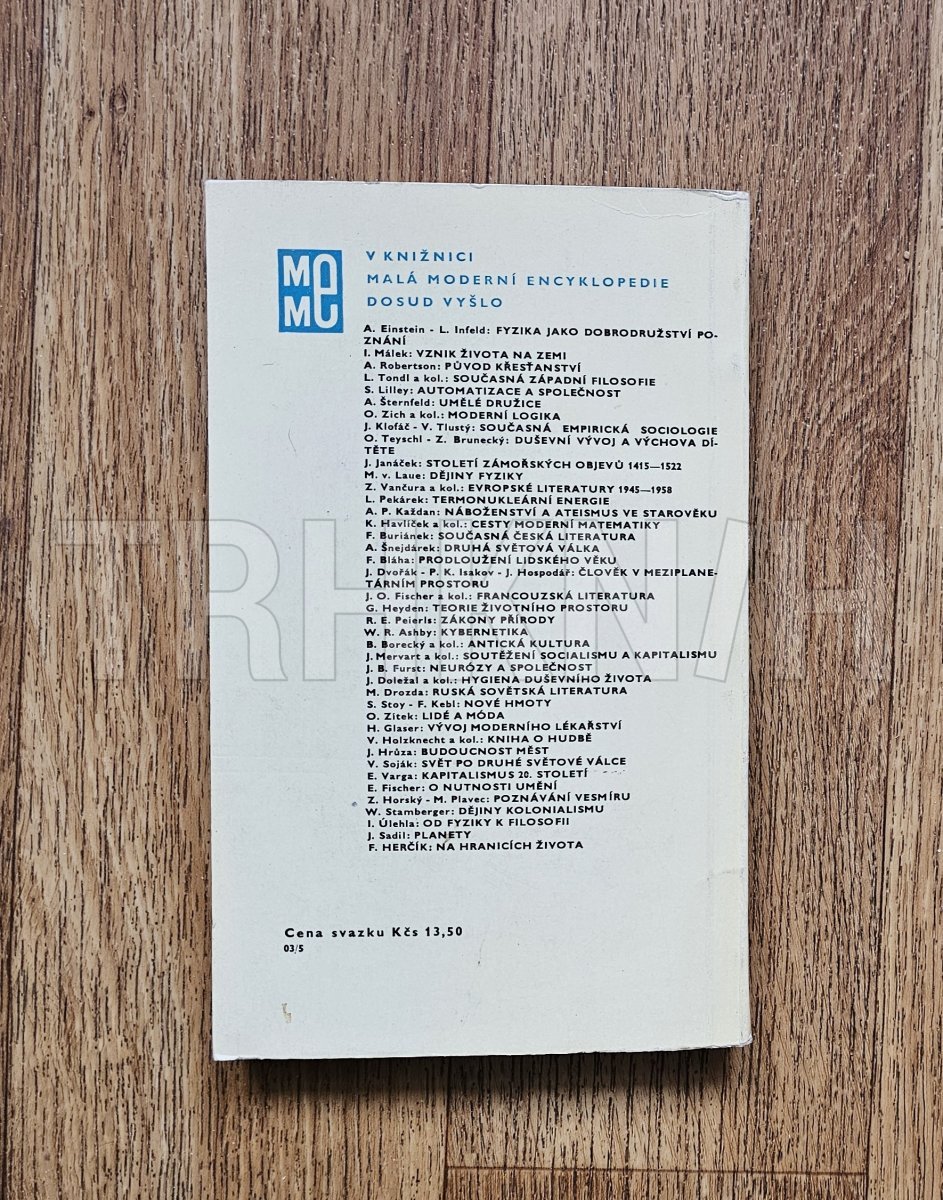 Me
Me
V KNIŽNICI
MALÁ MODERNÍ ENCYKLOPEDIE
DOSUD VYŠLO
A. Einstein - L. Infeld: FYZIKA JAKO DOBRODRUŽSTVÍ PO-
ZNÁNÍ
I. Málek: VZNIK ŽIVOTA NA ZEMI
A. Robertson: PŮVOD KŘESŤANSTVÍ
L. Tondl a kol.: SOUČASNÁ ZÁPADNÍ FILOSOFIE
S. Lilley: AUTOMATIZACE A SPOLEČNOST
A. Šternfeld: UMĚLÉ DRUŽICE
O. Zich a kol.: MODERNÍ LOGIKA
J. Klofáč - V. Tlustý: SOUČASNÁ EMPIRICKÁ SOCIOLOGIE
O. Teyschl - Z. Brunecký: DUŠEVNÍ VÝVOJ A VÝCHOVA DÍ-
TĚTE
J. Janáček: STOLETÍ ZÁMOŘSKÝCH OBJEVŮ 1415—1522
M. v. Laue: DĚJINY FYZIKY
Z. Vančura a kol.: EVROPSKÉ LITERATURY 1945—1958
L. Pekárek: TERMONUKLEÁRNÍ ENERGIE
A. P. Každan: NÁBOŽENSTVÍ A ATEISMUS VE STAROVĚKU
K. Havlíček a kol.: CESTY MODERNÍ MATEMATIKY
F. Buriánek: SOUČASNÁ ČESKÁ LITERATURA
A. Šnejdárek: DRUHÁ SVĚTOVÁ VÁLKA
F. Bláha: PRODLOUŽENÍ LIDSKÉHO VĚKU
J. Dvořák - P. K. Isakov - J. Hospodář: ČLOVĚK V MEZIPLANE-
TÁRNÍM PROSTORU
J. O. Fischer a kol.: FRANCOUZSKÁ LITERATURA
G. Heyden: TEORIE ŽIVOTNÍHO PROSTORU
R. E. Peierls: ZÁKONY PŘÍRODY
W. R. Ashby: KYBERNETIKA
B. Borecký a kol.: ANTICKÁ KULTURA
J. Mervart a kol.: SOUTĚŽENÍ SOCIALISMU A KAPITALISMU
J. B. Furst: NEURÓZY A SPOLEČNOST
J. Doležal a kol.: HYGIENA DUŠEVNÍHO ŽIVOTA
M. Drozda: RUSKÁ SOVĚTSKÁ LITERATURA
S. Stoy - F. Kebl: NOVÉ HMOTY
O. Zítek: LIDÉ A MÓDA
H. Glaser: VÝVOJ MODERNÍHO LÉKAŘSTVÍ
V. Holzknecht a kol.: KNIHA O HUDBĚ
J. Hrůza: BUDOUCNOST MĚST
V. Soják: SVĚT PO DRUHÉ SVĚTOVÉ VÁLCE
E. Varga: KAPITALISMUS 20. STOLETÍ
E. Fischer: O NUTNOSTI UMĚNÍ
Z. Horský - M. Plavec: POZNÁVÁNÍ VESMÍRU
W. Stamberger: DĚJINY KOLONIALISMU
I. Úlehla: OD FYZIKY K FILOSOFII
J. Sadil: PLANETY
F. HERČÍK: NA HRANICÍCH ŽIVOTA
Cena svazku Kčs 13,50
03/5